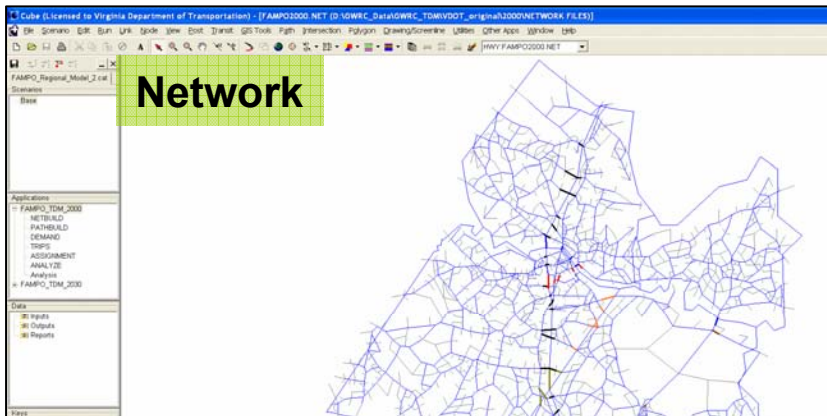 Cube (Licensed to Virginia Department of Transportation) - [FAMPO2000.NET (D:\GWRC_Data\GWRC_TDM\VDOT_original\2000\NETWORK FILES)]
File Scenario Edit Run Link Node View Post Transit GIS Tools Path Intersection Polygon Drawing/Screenline Utilities Other Apps Window Help
HWY:FAMPO2000.NET
FAMPO_Regional_Model_2.cat
Network
Scenarios
Base
Applications
FAMPO_TDM_2000
NETBUILD
PATHBUILD
DEMAND
TRIPS
ASSIGNMENT
ANALYZE
Analysis
FAMPO_TDM_2030
Data
Inputs
Outputs
Reports
Keys